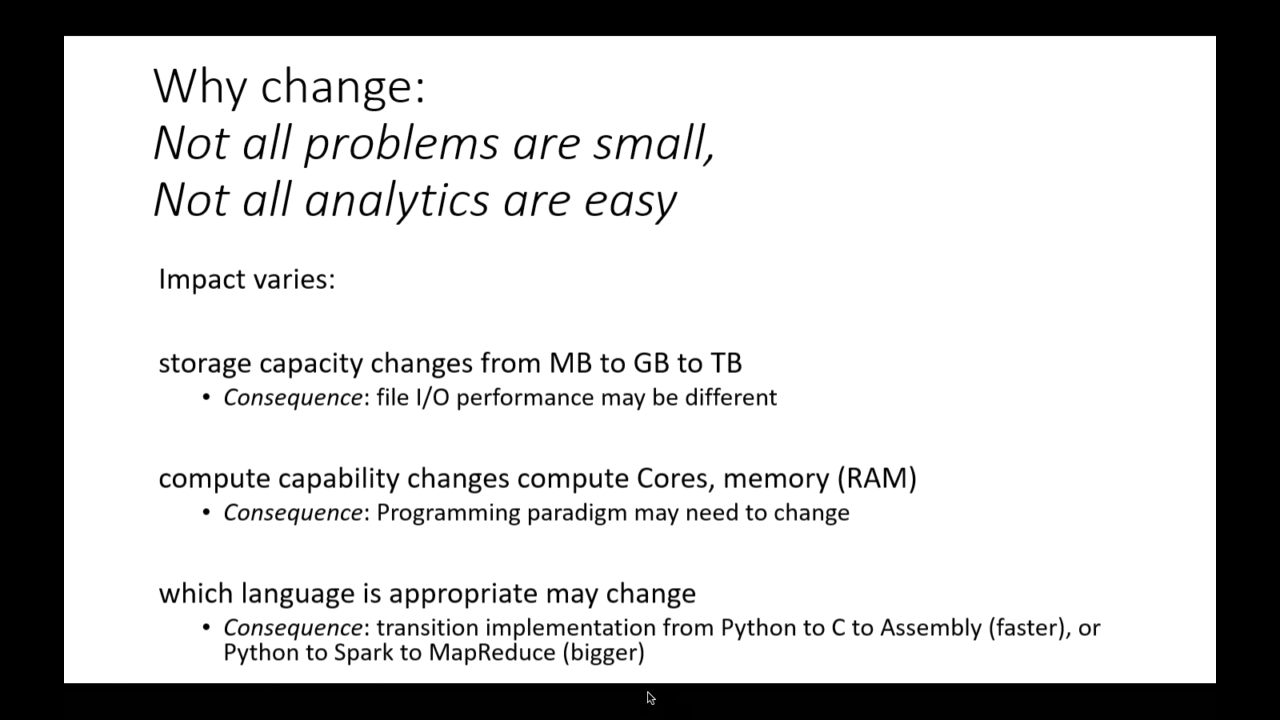 Why change:
Not all problems are small,
Not all analytics are easy
Impact varies:
storage capacity changes from MB to GB to TB
• Consequence: file I/O performance may be different
compute capability changes compute Cores, memory (RAM)
• Consequence: Programming paradigm may need to change
which language is appropriate may change
• Consequence: transition implementation from Python to C to Assembly (faster), or
Python to Spark to MapReduce (bigger)